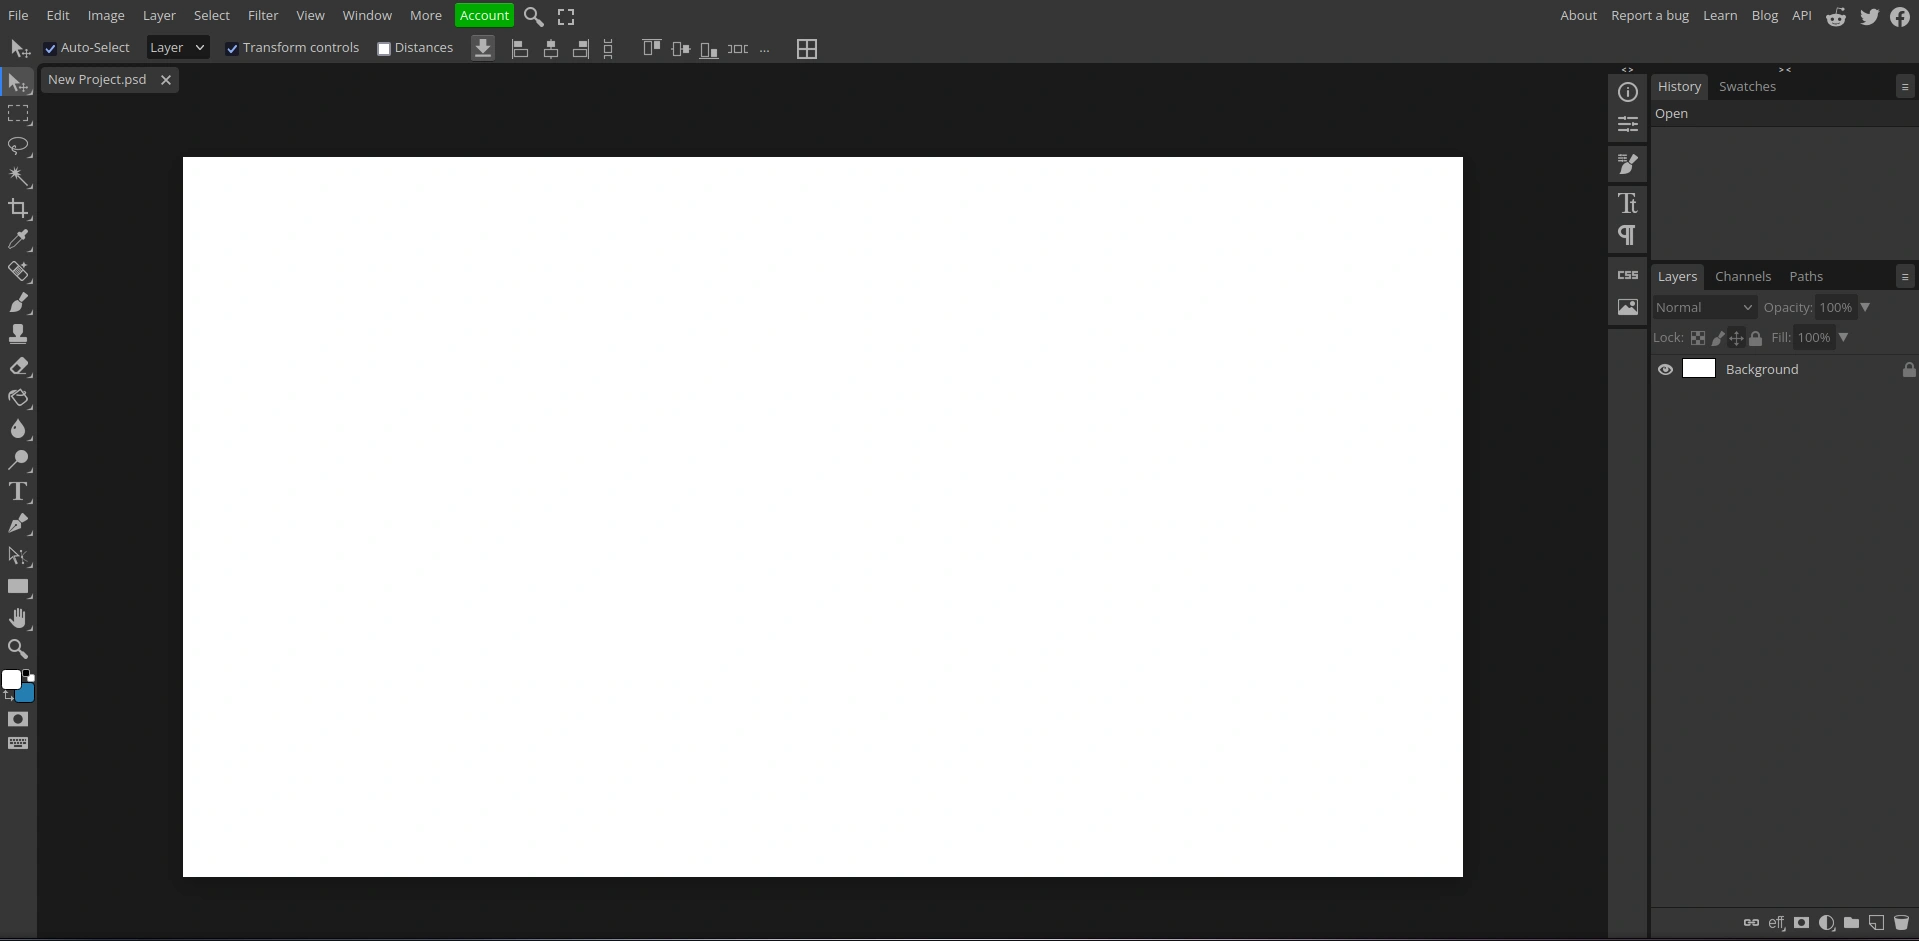 File Edit Image Layer Select Filter View Window More Account
About Report a bug Learn Blog API
Auto-Select Layer Transform controls Distances ...
New Project.psd
History Swatches
Open
CSS
Layers Channels Paths
Normal Opacity: 100%
Lock: Fill: 100%
Background
eff